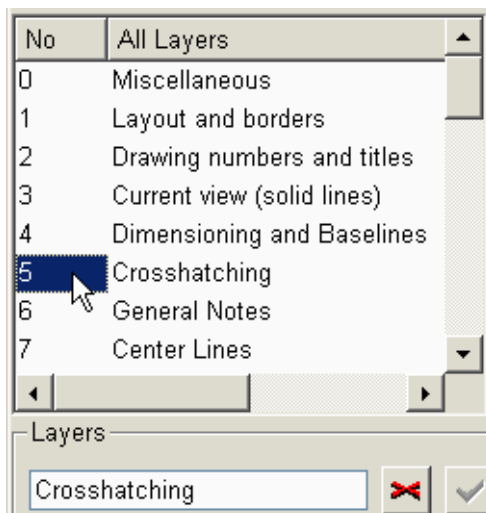 No All Layers
0 Miscellaneous
1 Layout and borders
2 Drawing numbers and titles
3 Current view (solid lines)
4 Dimensioning and Baselines
5 Crosshatching
6 General Notes
7 Center Lines
Layers
Crosshatching